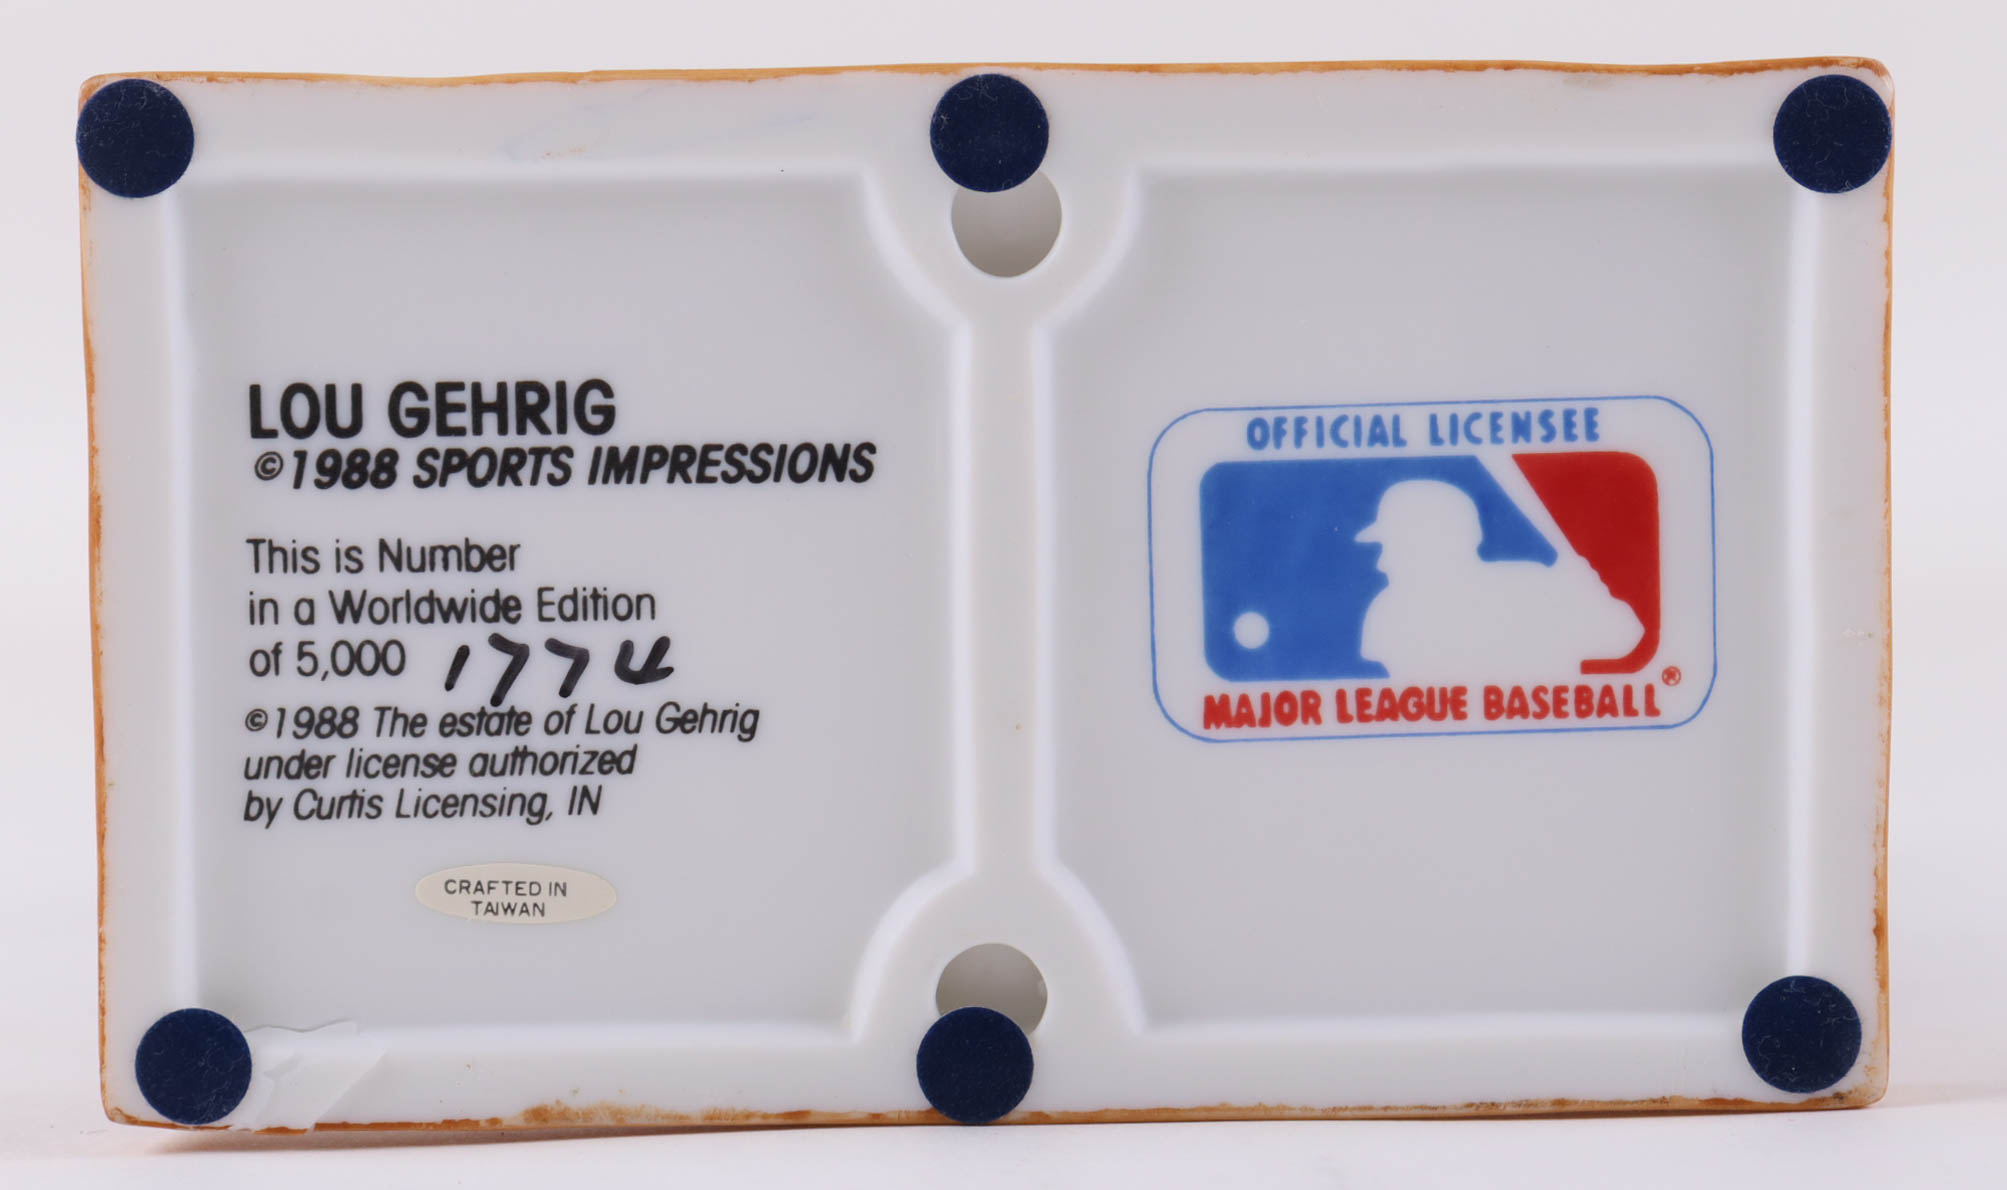 LOU GEHRIG
©1988 SPORTS IMPRESSIONS
This is Number
in a Worldwide Edition
of 5,000 1774
©1988 The estate of Lou Gehrig
under license authorized
by Curtis Licensing, IN
CRAFTED IN
TAIWAN
OFFICIAL LICENSEE
MAJOR LEAGUE BASEBALL®